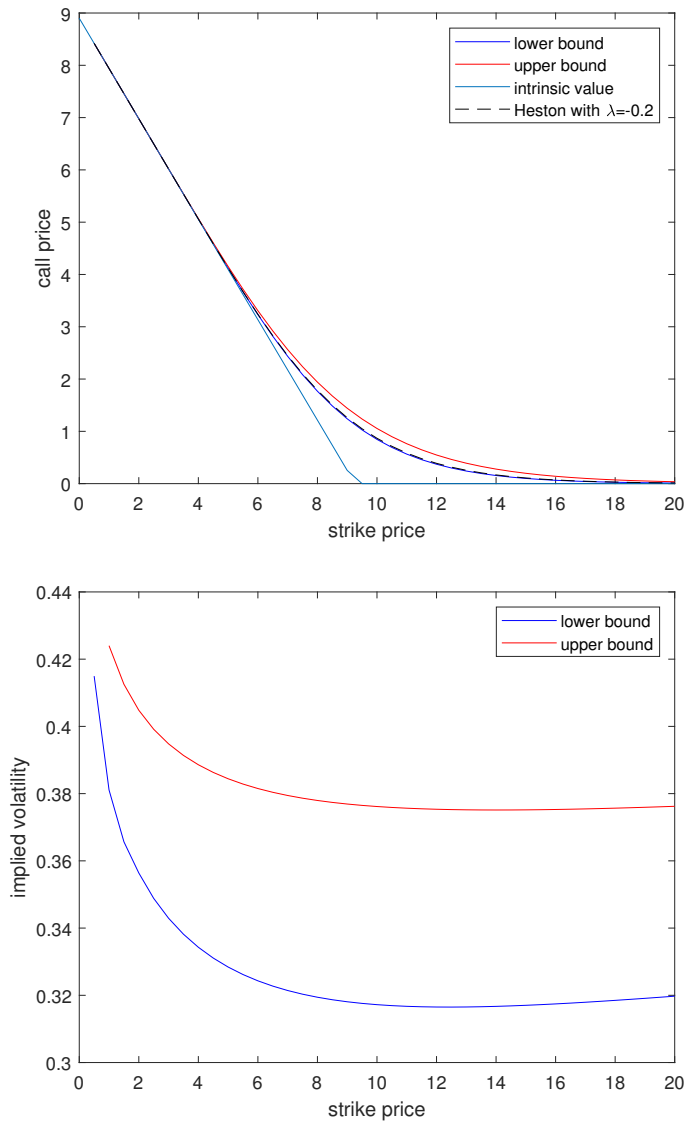 9
8
7
6
5
4
3
2
1
0
call price
lower bound
upper bound
intrinsic value
Heston with λ=-0.2
0 2 4 6 8 10 12 14 16 18 20
strike price
0.44
0.42
0.4
0.38
0.36
0.34
0.32
0.3
implied volatility
lower bound
upper bound
0 2 4 6 8 10 12 14 16 18 20
strike price